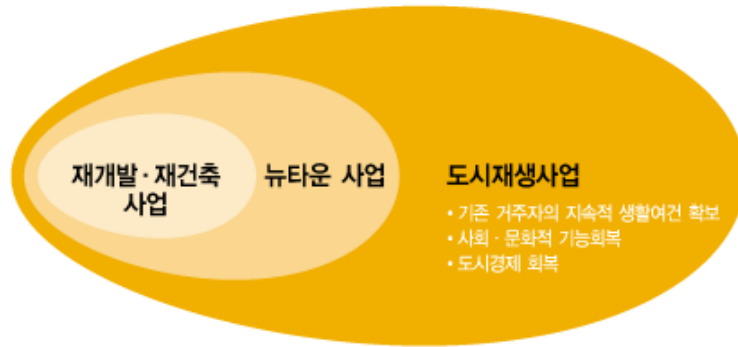 재개발·재건축
사업
뉴타운 사업
도시재생사업
• 기존 거주자의 지속적 생활여건 확보
• 사회·문화적 기능회복
• 도시경제 회복